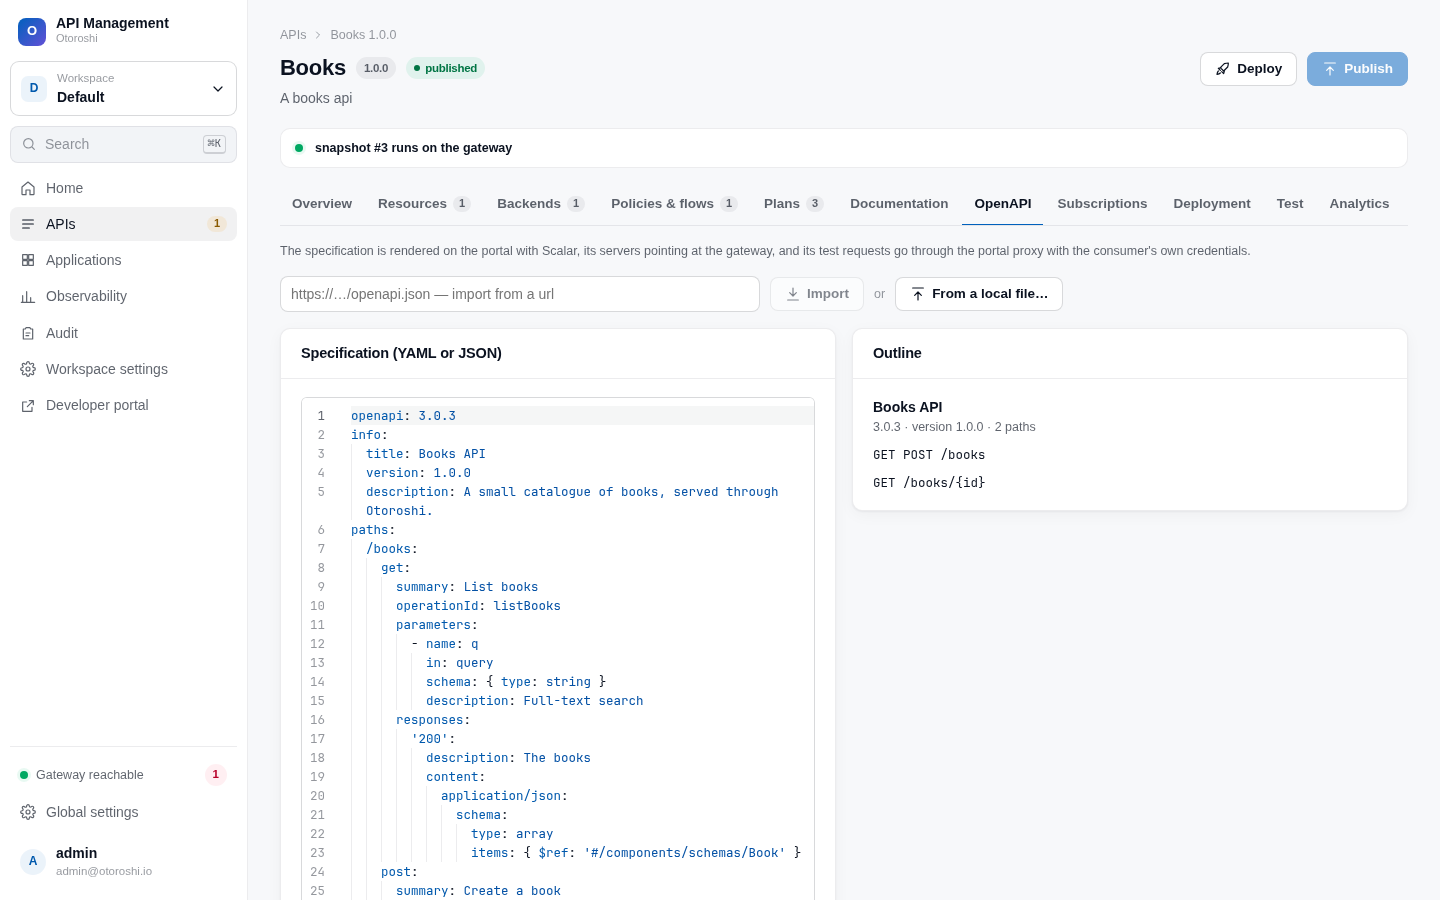 O
API Management
Otoroshi
D
Workspace
Default
Search
⌘K
Home
APIs
1
Applications
Observability
Audit
Workspace settings
Developer portal
Gateway reachable
1
Global settings
A
admin
admin@otoroshi.io
APIs
Books 1.0.0
Books
1.0.0
published
Deploy
Publish
A books api
snapshot #3 runs on the gateway
Overview
Resources 1
Backends 1
Policies & flows 1
Plans 3
Documentation
OpenAPI
Subscriptions
Deployment
Test
Analytics
The specification is rendered on the portal with Scalar, its servers pointing at the gateway, and its test requests go through the portal proxy with the consumer's own credentials.
https://…/openapi.json — import from a url
Import
or
From a local file…
Specification (YAML or JSON)
1 openapi: 3.0.3
2 info:
3 title: Books API
4 version: 1.0.0
5 description: A small catalogue of books, served through
Otoroshi.
6 paths:
7 /books:
8 get:
9 summary: List books
10 operationId: listBooks
11 parameters:
12 - name: q
13 in: query
14 schema: { type: string }
15 description: Full-text search
16 responses:
17 '200':
18 description: The books
19 content:
20 application/json:
21 schema:
22 type: array
23 items: { $ref: '#/components/schemas/Book' }
24 post:
25 summary: Create a book
Outline
Books API
3.0.3 · version 1.0.0 · 2 paths
GET POST /books
GET /books/{id}